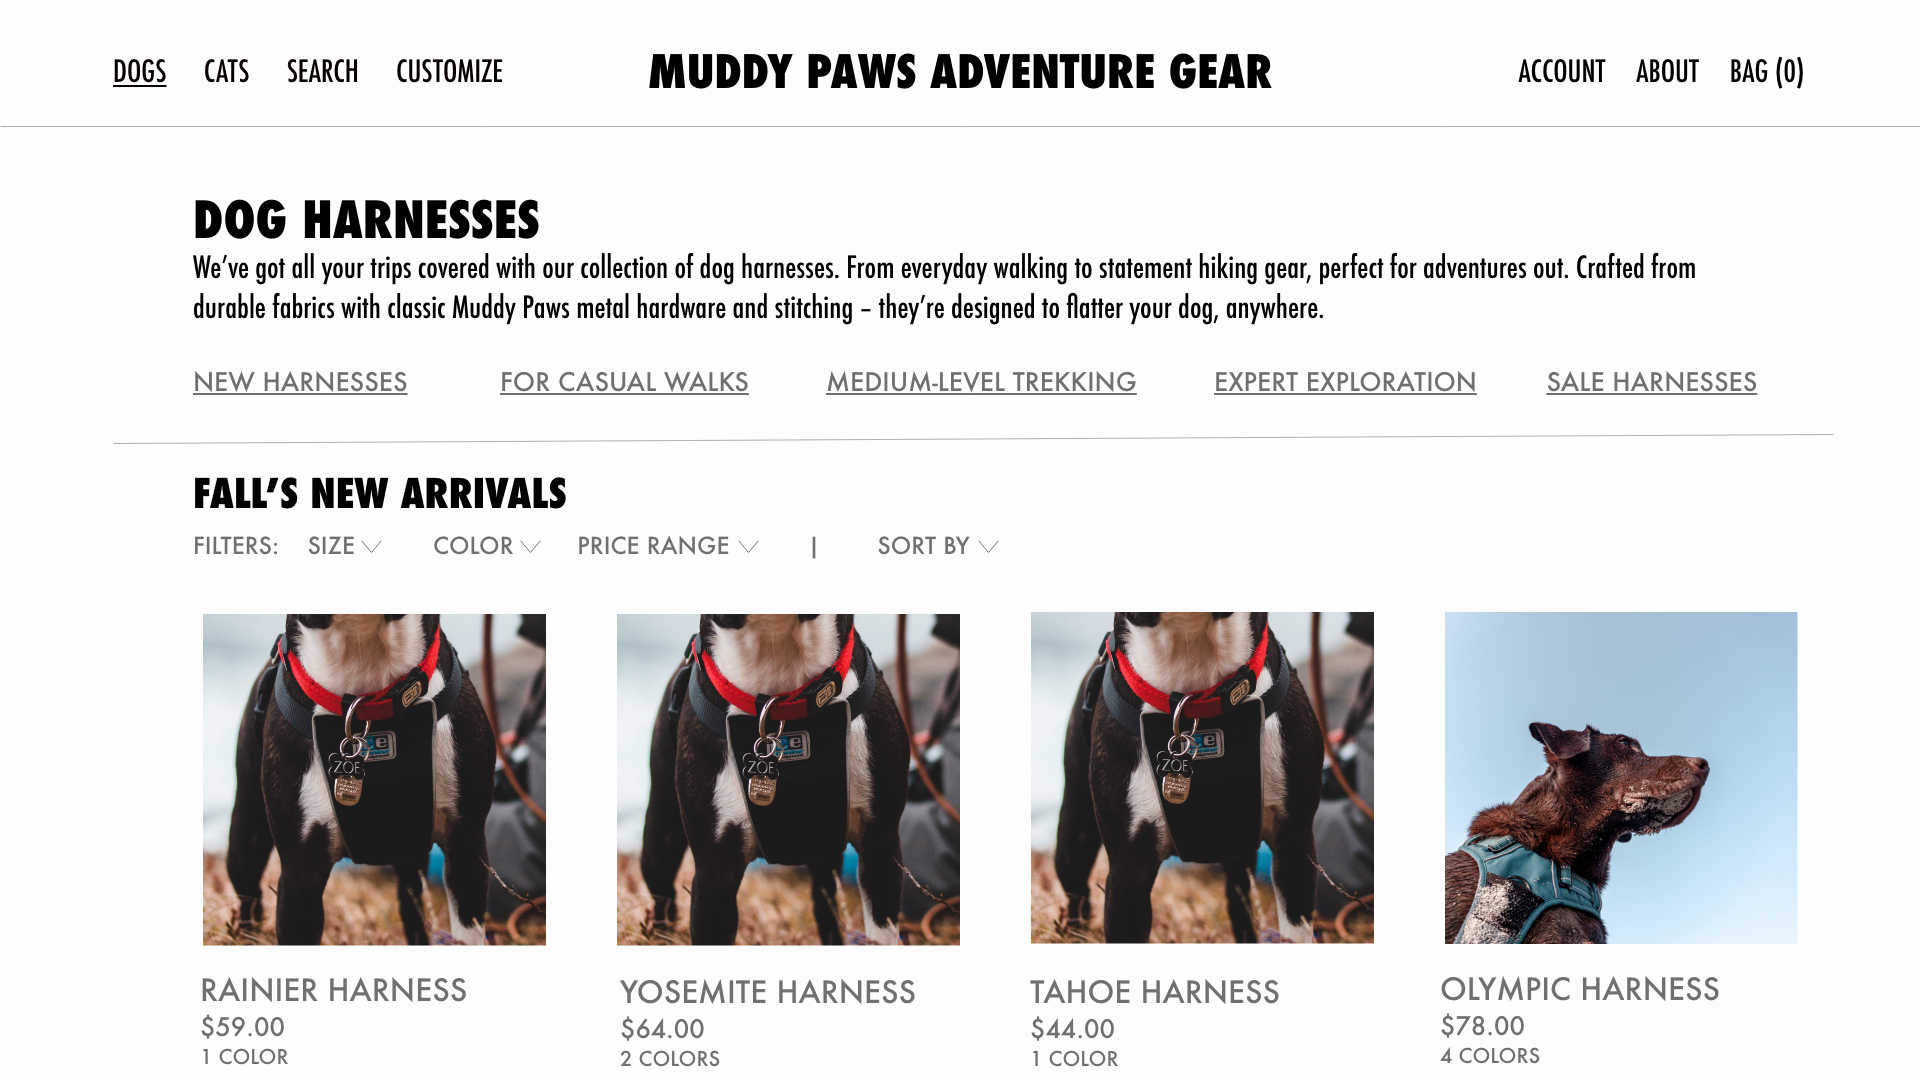 DOGS CATS SEARCH CUSTOMIZE MUDDY PAWS ADVENTURE GEAR ACCOUNT ABOUT BAG (0)
DOG HARNESSES
We’ve got all your trips covered with our collection of dog harnesses. From everyday walking to statement hiking gear, perfect for adventures out. Crafted from
durable fabrics with classic Muddy Paws metal hardware and stitching – they’re designed to flatter your dog, anywhere.
NEW HARNESSES FOR CASUAL WALKS MEDIUM-LEVEL TREKKING EXPERT EXPLORATION SALE HARNESSES
FALL’S NEW ARRIVALS
FILTERS: SIZE COLOR PRICE RANGE | SORT BY
ZOE ZOE ZOE
RAINIER HARNESS YOSEMITE HARNESS TAHOE HARNESS OLYMPIC HARNESS
$59.00 $64.00 $44.00 $78.00
1 COLOR 2 COLORS 1 COLOR 4 COLORS